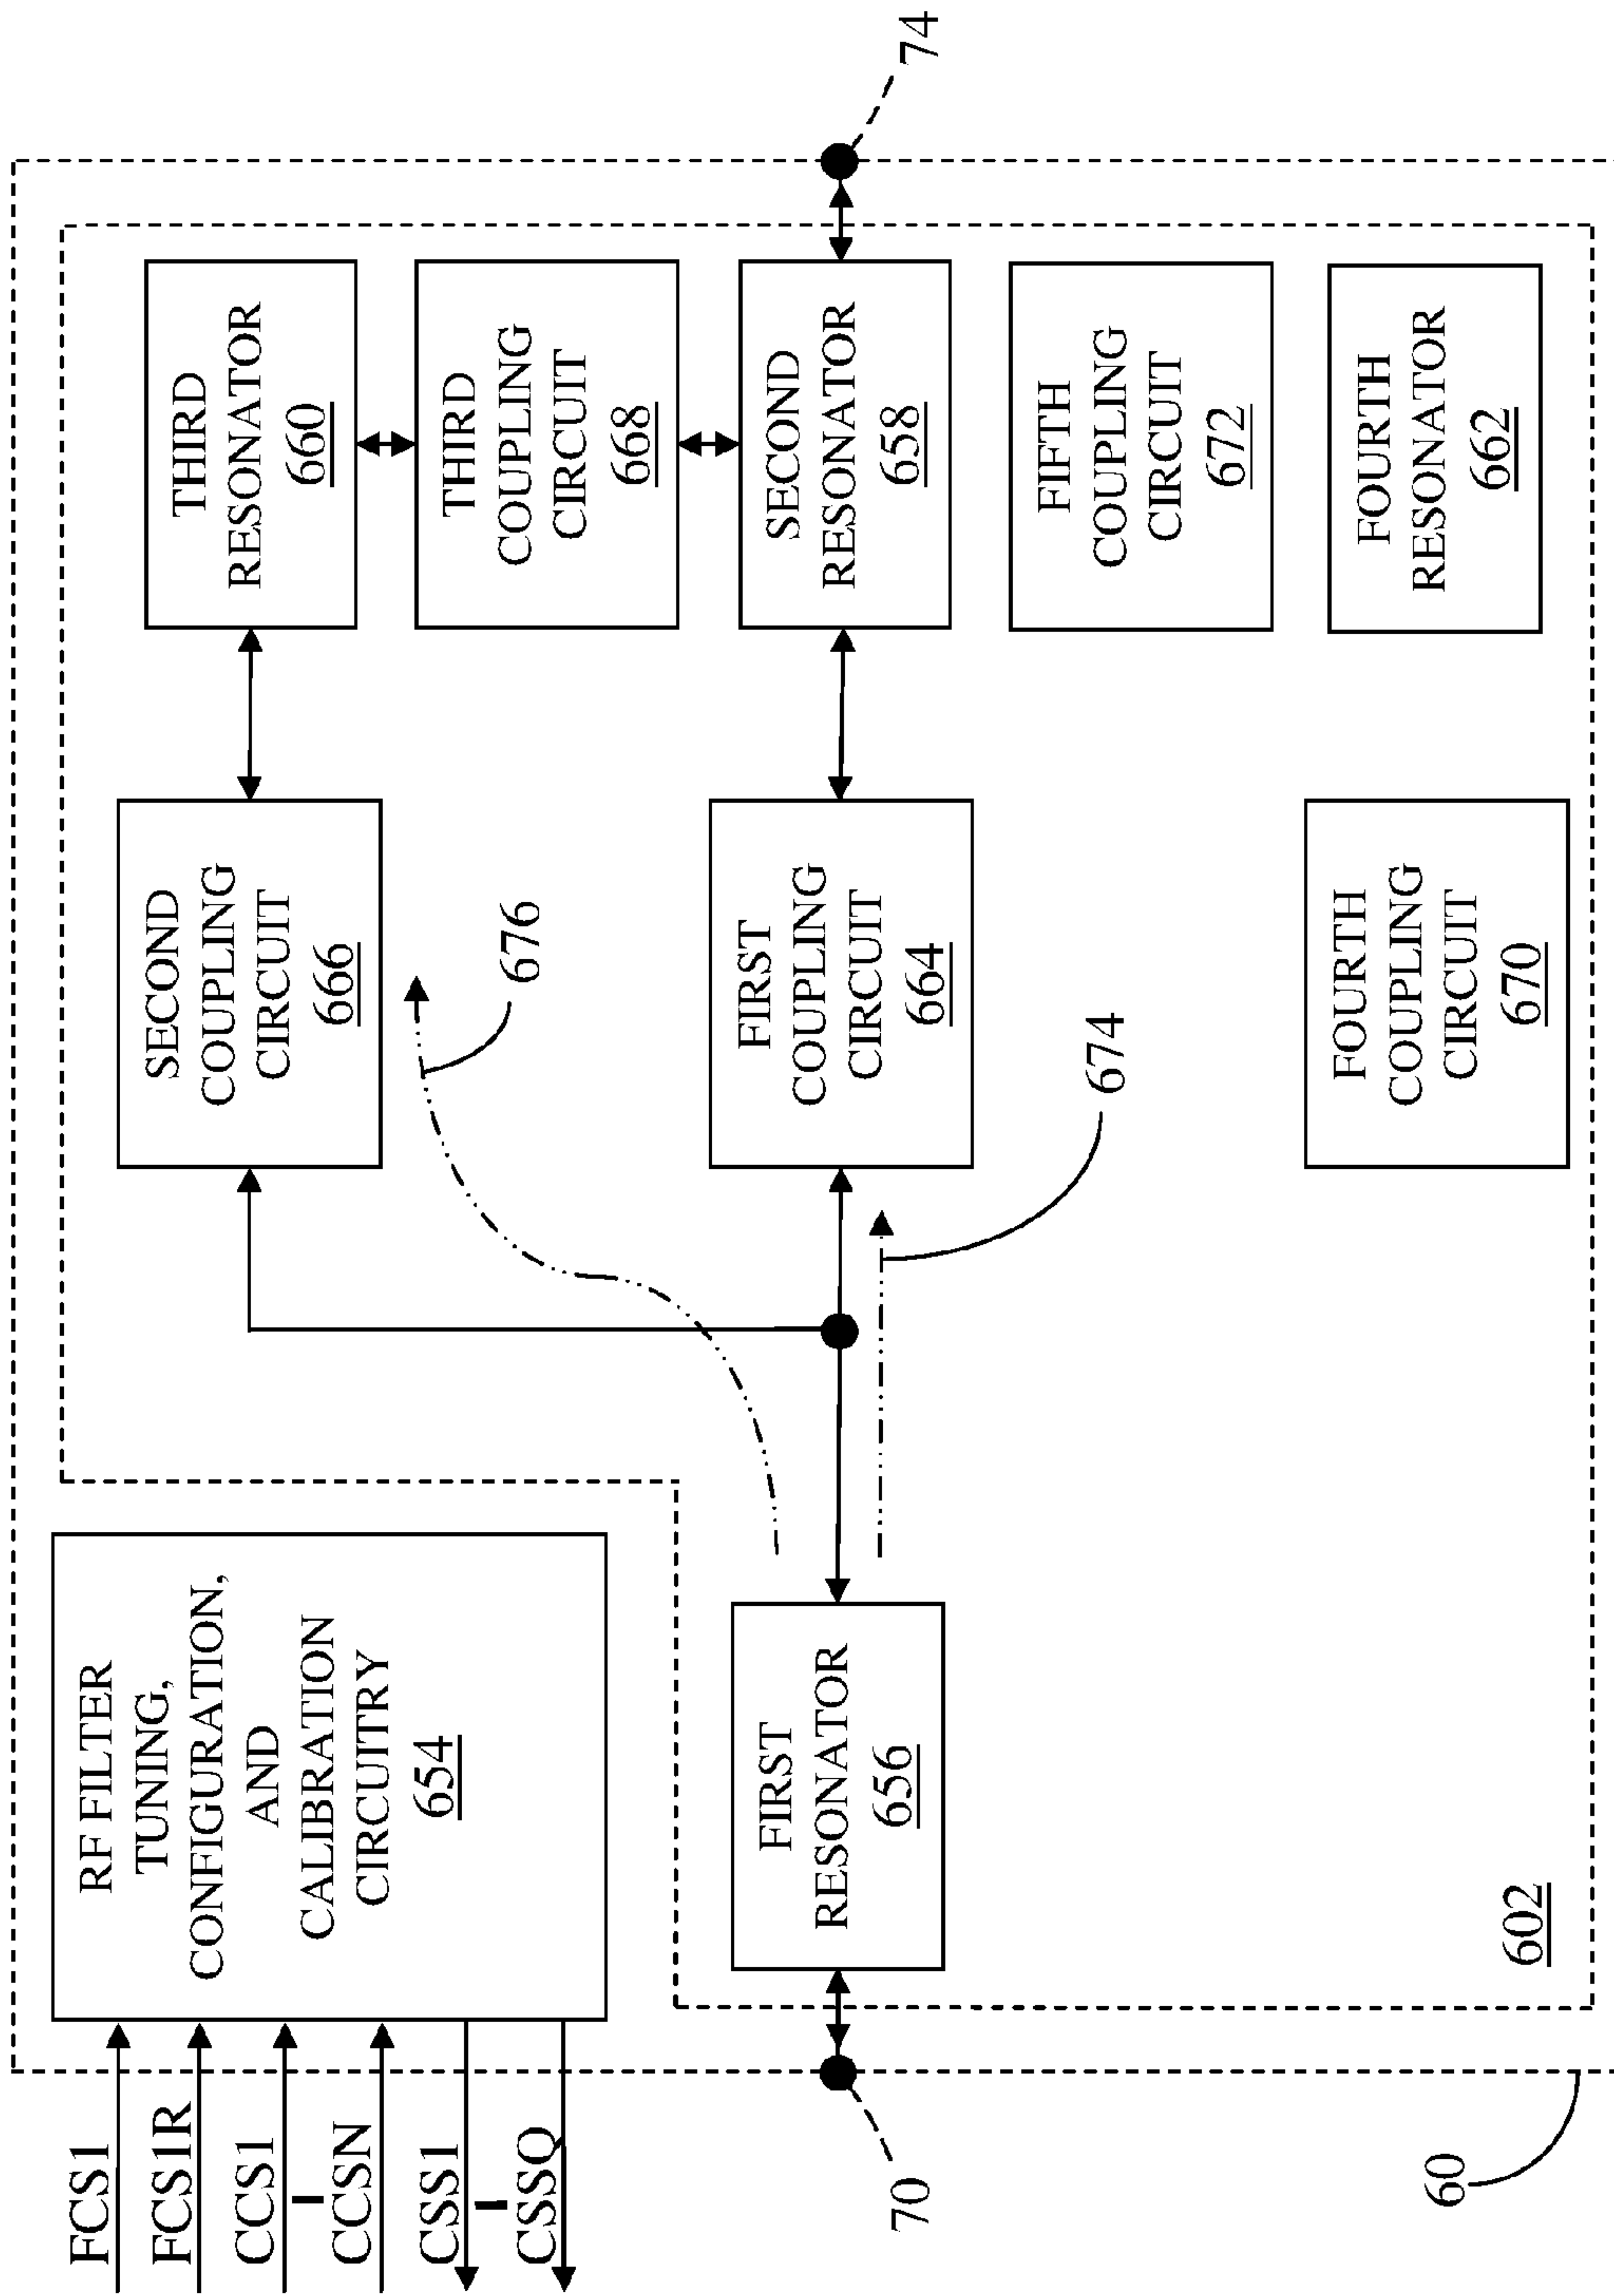 FCS1
FCS1R
CCS1
CCSN
CSS1
CSSQ
RF FILTER
TUNING,
CONFIGURATION,
AND
CALIBRATION
CIRCUITRY
654
SECOND
COUPLING
CIRCUIT
666
THIRD
RESONATOR
660
676
THIRD
COUPLING
CIRCUIT
668
70
FIRST
RESONATOR
656
FIRST
COUPLING
CIRCUIT
664
SECOND
RESONATOR
658
74
674
FIFTH
COUPLING
CIRCUIT
672
FOURTH
COUPLING
CIRCUIT
670
FOURTH
RESONATOR
662
602
60